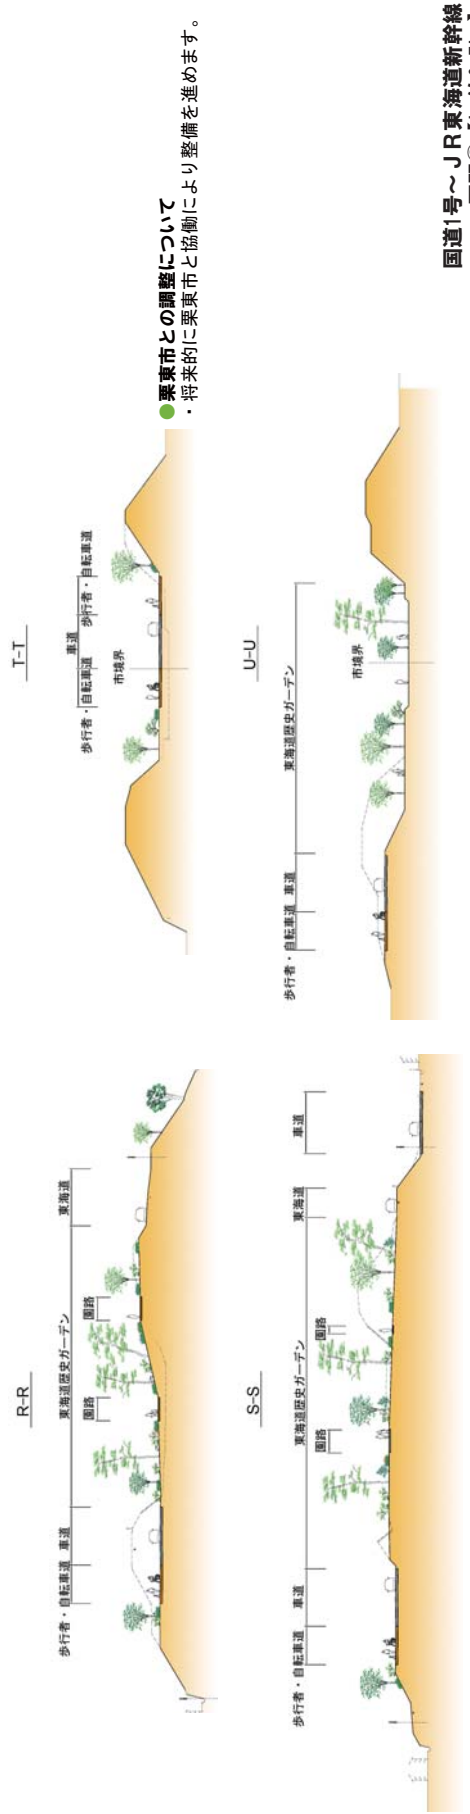 R-R
歩行者・自転車道 車道
東海道歴史ガーデン
東海道
園路
園路
S-S
歩行者・自転車道 車道
東海道歴史ガーデン
東海道
車道
園路
園路
T-T
歩行者・自転車道
車道
歩行者・自転車道
市境界
U-U
歩行者・自転車道 車道
東海道歴史ガーデン
市境界
●栗東市との調整について
・将来的に栗東市と協働により整備を進めます。
国道1号～JR東海道新幹線